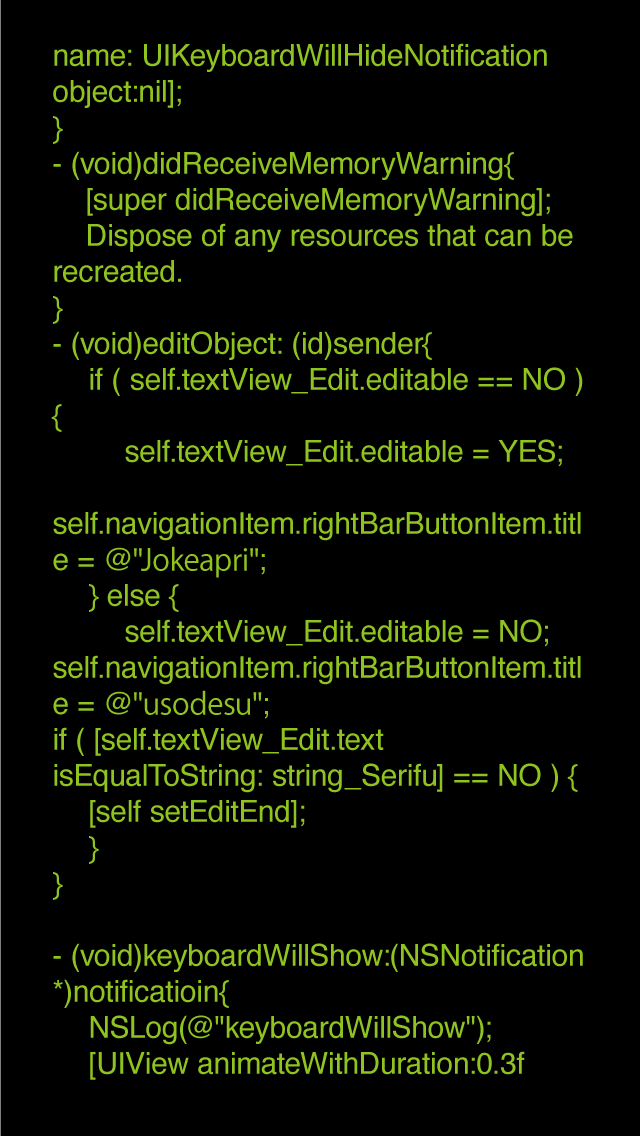 name: UIKeyboardWillHideNotification
object:nil];
}
- (void)didReceiveMemoryWarning{
[super didReceiveMemoryWarning];
Dispose of any resources that can be
recreated.
}
- (void)editObject: (id)sender{
if ( self.textView_Edit.editable == NO )
{
self.textView_Edit.editable = YES;
self.navigationItem.rightBarButtonItem.titl
e = @"Jokeapri";
} else {
self.textView_Edit.editable = NO;
self.navigationItem.rightBarButtonItem.titl
e = @"usodesu";
if ( [self.textView_Edit.text
isEqualToString: string_Serifu] == NO ) {
[self setEditEnd];
}
}
- (void)keyboardWillShow:(NSNotification
*)notificatioin{
NSLog(@"keyboardWillShow");
[UIView animateWithDuration:0.3f